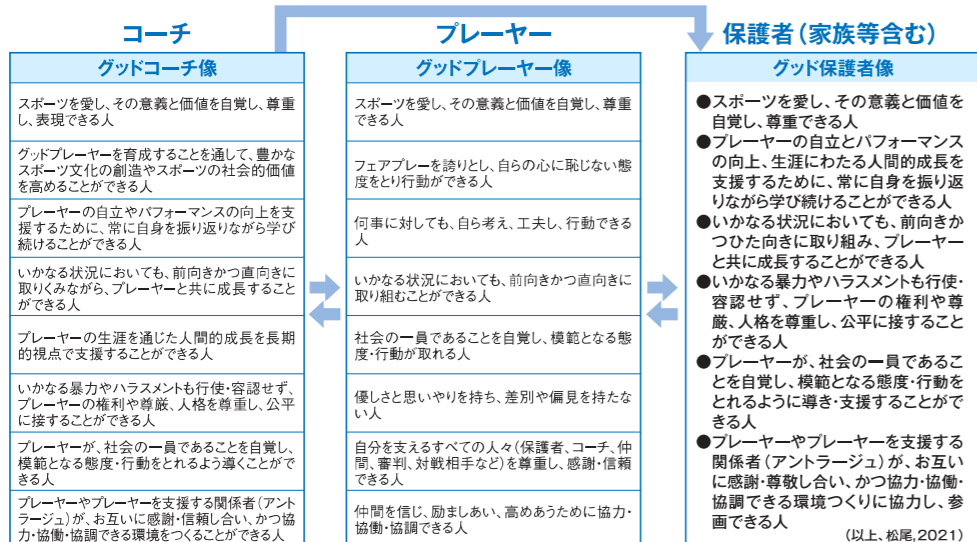 コーチ
グッドコーチ像
スポーツを愛し、その意義と価値を自覚し、尊重
し、表現できる人
グッドプレーヤーを育成することを通して、豊かな
スポーツ文化の創造やスポーツの社会的価値
を高めることができる人
プレーヤーの自立やパフォーマンスの向上を支
援するために、常に自身を振り返りながら学び
続けることができる人
いかなる状況においても、前向きかつ直向きに
取りくみながら、プレーヤーと共に成長すること
ができる人
プレーヤーの生涯を通じた人間的成長を長期
的視点で支援することができる人
いかなる暴力やハラスメントも行使・容認せず、
プレーヤーの権利や尊厳、人格を尊重し、公平
に接することができる人
プレーヤーが、社会の一員であることを自覚し、
模範となる態度・行動をとれるよう導くことがで
きる人
プレーヤーやプレーヤーを支援する関係者(アント
ラージュ)が、お互いに感謝・信頼し合い、かつ協
力・協働・協調できる環境をつくることができる人
プレーヤー
グッドプレーヤー像
スポーツを愛し、その意義と価値を自覚し、尊重
できる人
フェアプレーを誇りとし、自らの心に恥じない態
度をとり行動ができる人
何事に対しても、自ら考え、工夫し、行動できる
人
いかなる状況においても、前向きかつ直向きに
取り組むことができる人
社会の一員であることを自覚し、模範となる態
度・行動が取れる人
優しさと思いやりを持ち、差別や偏見を持たな
い人
自分を支えるすべての人々(保護者、コーチ、仲
間、審判、対戦相手など)を尊重し、感謝・信頼
できる人
仲間を信じ、励ましあい、高めあうために協力・
協働・協調できる人
保護者(家族等含む)
グッド保護者像
●スポーツを愛し、その意義と価値を
自覚し、尊重できる人
●プレーヤーの自立とパフォーマンス
の向上、生涯にわたる人間的成長を
支援するために、常に自身を振り返
りながら学び続けることができる人
●いかなる状況においても、前向きか
つひた向きに取り組み、プレーヤー
と共に成長することができる人
●いかなる暴力やハラスメントも行使・
容認せず、プレーヤーの権利や尊
厳、人格を尊重し、公平に接すること
ができる人
●プレーヤーが、社会の一員であるこ
とを自覚し、模範となる態度・行動を
とれるように導き・支援することがで
きる人
●プレーヤーやプレーヤーを支援する
関係者(アントラージュ)が、お互い
に感謝・尊敬し合い、かつ協力・協働・
協調できる環境つくりに協力し、参
画できる人
(以上、松尾,2021)